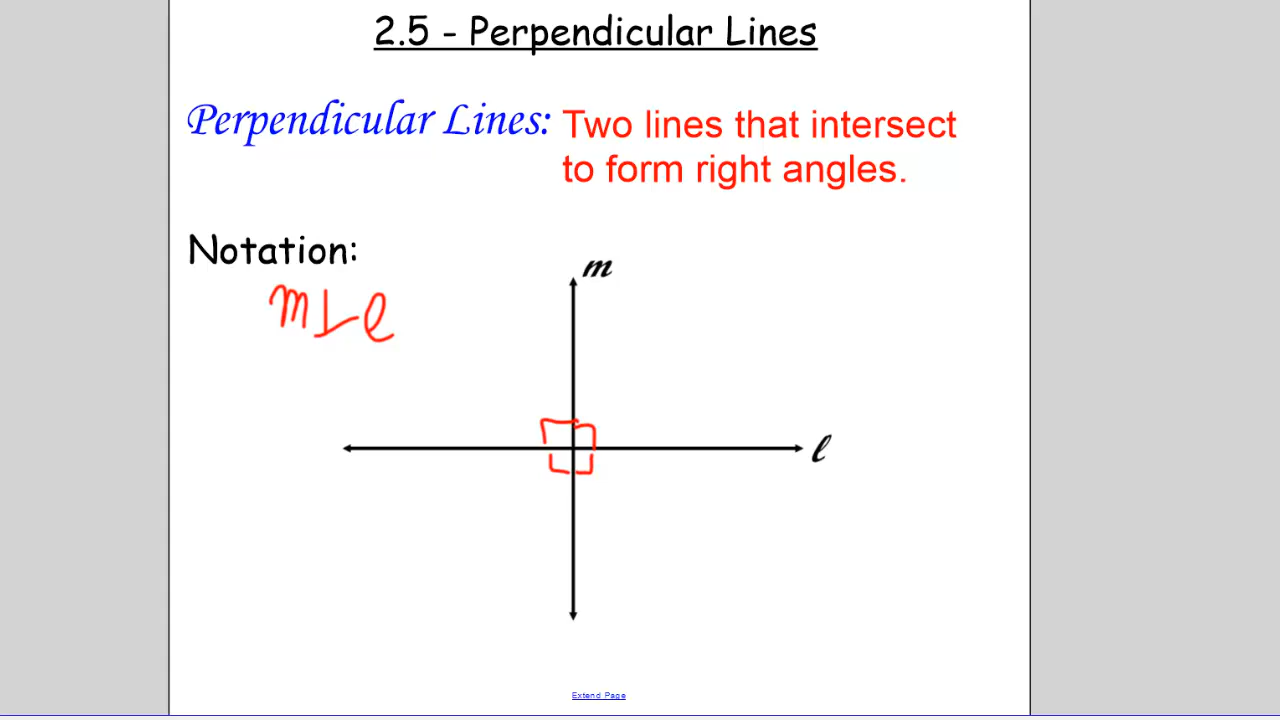 2.5 - Perpendicular Lines
Perpendicular Lines: Two lines that intersect
to form right angles.
Notation:
m
m⊥l
l
Extend Page